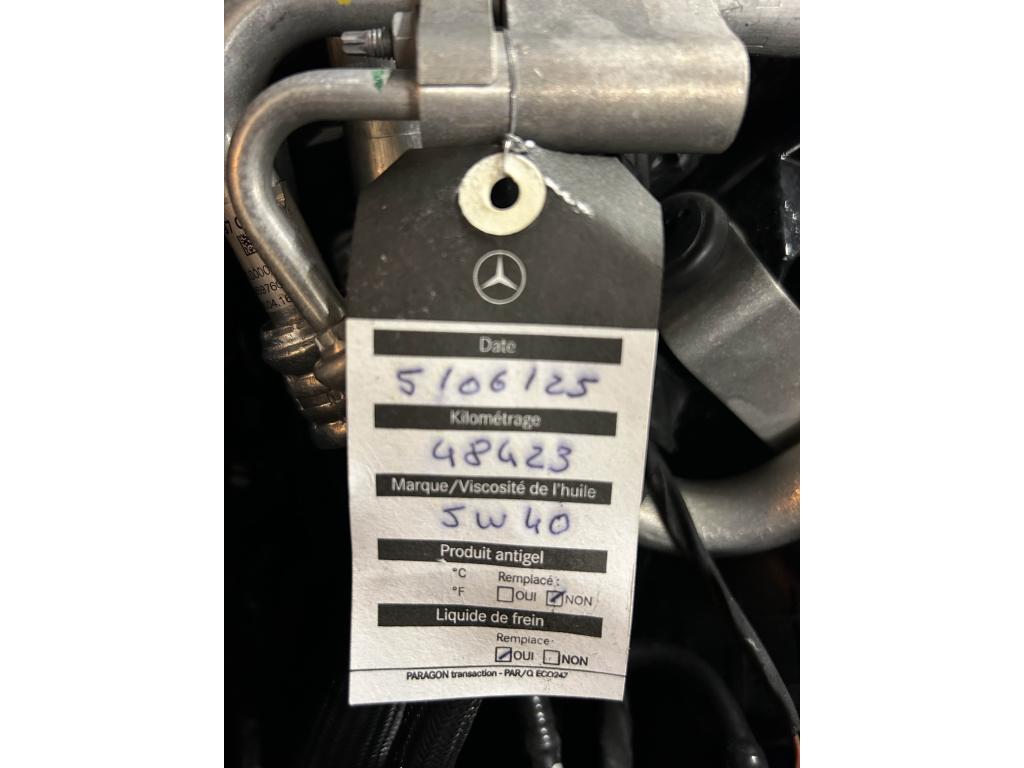 Date
5/06/25
Kilométrage
48423
Marque/Viscosité de l'huile
5W40
Produit antigel
°C Remplacé :
°F OUI NON
Liquide de frein
Remplace
OUI NON
PARAGON transaction - PAR/Q ECO247